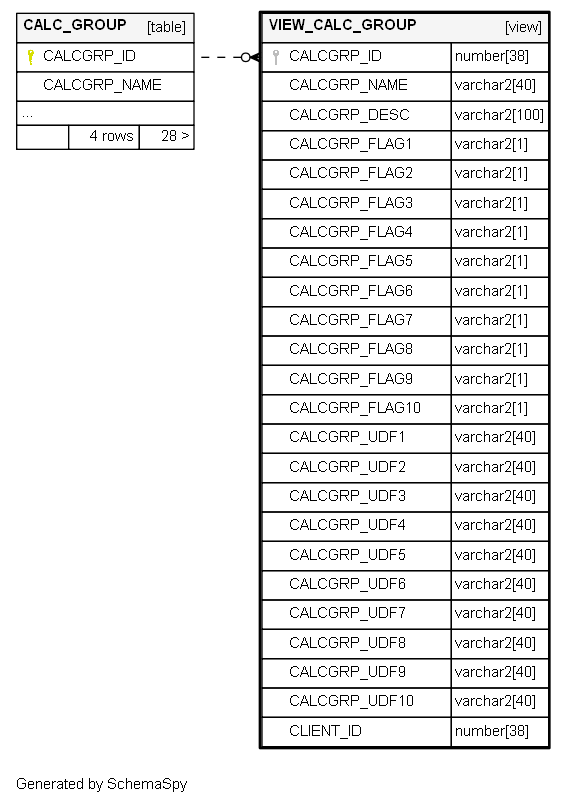 CALC_GROUP [table]
CALCGRP_ID
CALCGRP_NAME
...
4 rows 28 >
VIEW_CALC_GROUP [view]
CALCGRP_ID number[38]
CALCGRP_NAME varchar2[40]
CALCGRP_DESC varchar2[100]
CALCGRP_FLAG1 varchar2[1]
CALCGRP_FLAG2 varchar2[1]
CALCGRP_FLAG3 varchar2[1]
CALCGRP_FLAG4 varchar2[1]
CALCGRP_FLAG5 varchar2[1]
CALCGRP_FLAG6 varchar2[1]
CALCGRP_FLAG7 varchar2[1]
CALCGRP_FLAG8 varchar2[1]
CALCGRP_FLAG9 varchar2[1]
CALCGRP_FLAG10 varchar2[1]
CALCGRP_UDF1 varchar2[40]
CALCGRP_UDF2 varchar2[40]
CALCGRP_UDF3 varchar2[40]
CALCGRP_UDF4 varchar2[40]
CALCGRP_UDF5 varchar2[40]
CALCGRP_UDF6 varchar2[40]
CALCGRP_UDF7 varchar2[40]
CALCGRP_UDF8 varchar2[40]
CALCGRP_UDF9 varchar2[40]
CALCGRP_UDF10 varchar2[40]
CLIENT_ID number[38]
Generated by SchemaSpy